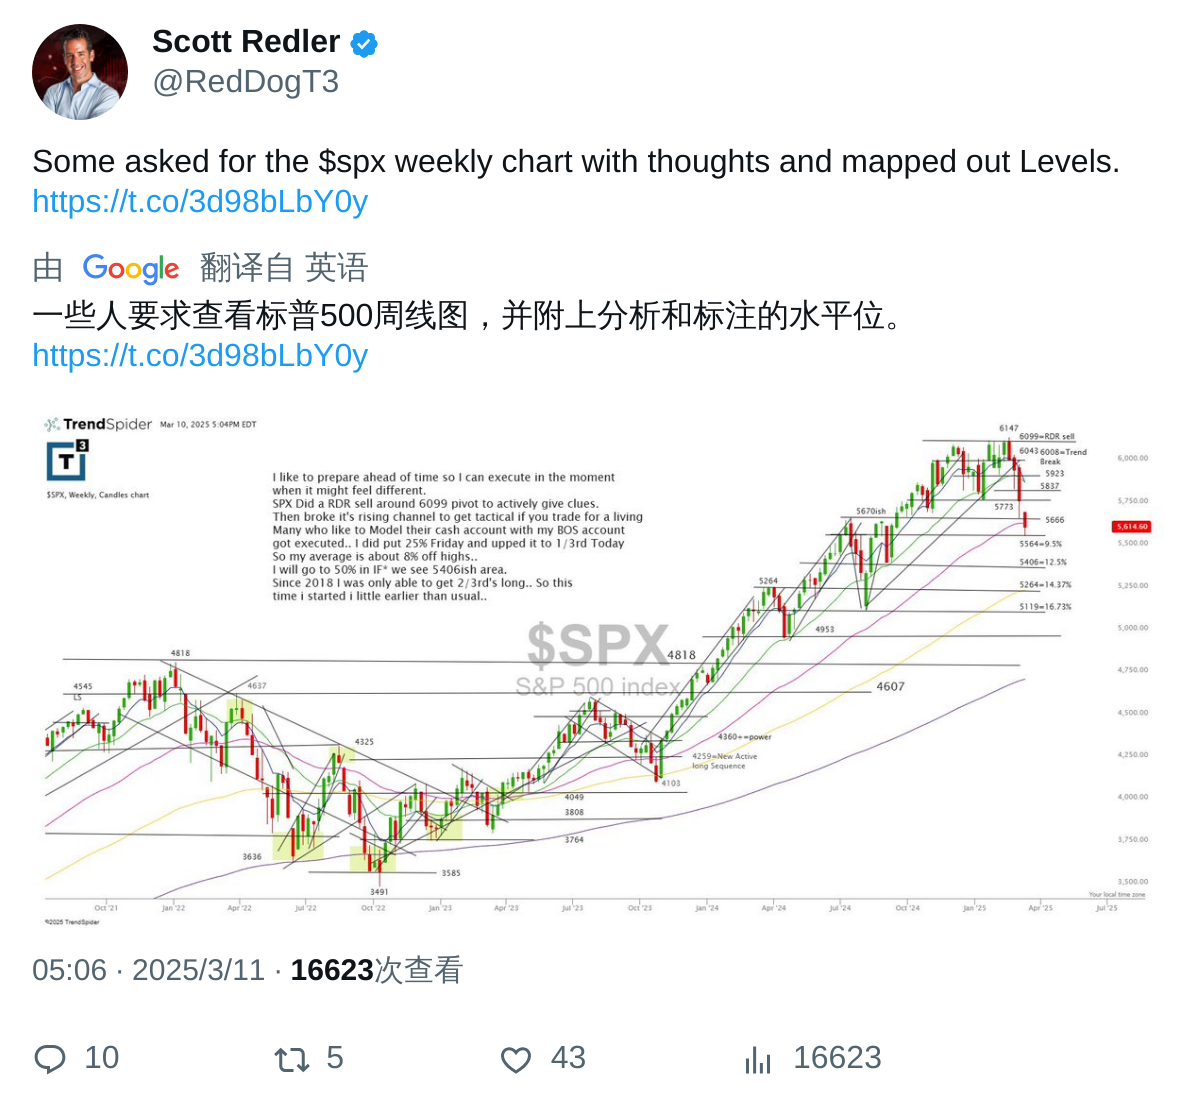 Scott Redler
@RedDogT3
Some asked for the $spx weekly chart with thoughts and mapped out Levels.
https://t.co/3d98bLbY0y
由 Google 翻译自 英语
一些人要求查看标普500周线图，并附上分析和标注的水平位。
https://t.co/3d98bLbY0y
TrendSpider Mar 10, 2025 5:04PM EDT
T3
$SPX, Weekly, Candles chart
I like to prepare ahead of time so I can execute in the moment
when it might feel different.
SPX Did a RDR sell around 6099 pivot to actively give clues.
Then broke it's rising channel to get tactical if you trade for a living
Many who like to Model their cash account with my BOS account
got executed.. I did put 25% Friday and upped it to 1/3rd Today
So my average is about 8% off highs..
I will go to 50% in IF* we see 5406ish area.
Since 2018 I was only able to get 2/3rd's long.. So this
time i started i little earlier than usual..
6147
6099=RDR sell
6043 6008=Trend
Break
5923
5837
5773
5670ish
5666
5564=9.5%
5406=12.5%
5264
5264=14.37%
5119=16.73%
4953
$SPX
S&P 500 index
4818
4818
4545
LS
4637
4607
4325
4360==power
4259=New Active
long Sequence
4103
4049
3808
3764
3636
3585
3491
6,000.00
5,750.00
5,614.60
5,500.00
5,250.00
5,000.00
4,750.00
4,500.00
4,250.00
4,000.00
3,750.00
3,500.00
Your local time zone
Oct '21 Jan '22 Apr '22 Jul '22 Oct '22 Jan '23 Apr '23 Jul '23 Oct '23 Jan '24 Apr '24 Jul '24 Oct '24 Jan '25 Apr '25 Jul '25
©2025 TrendSpider
05:06 · 2025/3/11 · 16623次查看
10 5 43 16623